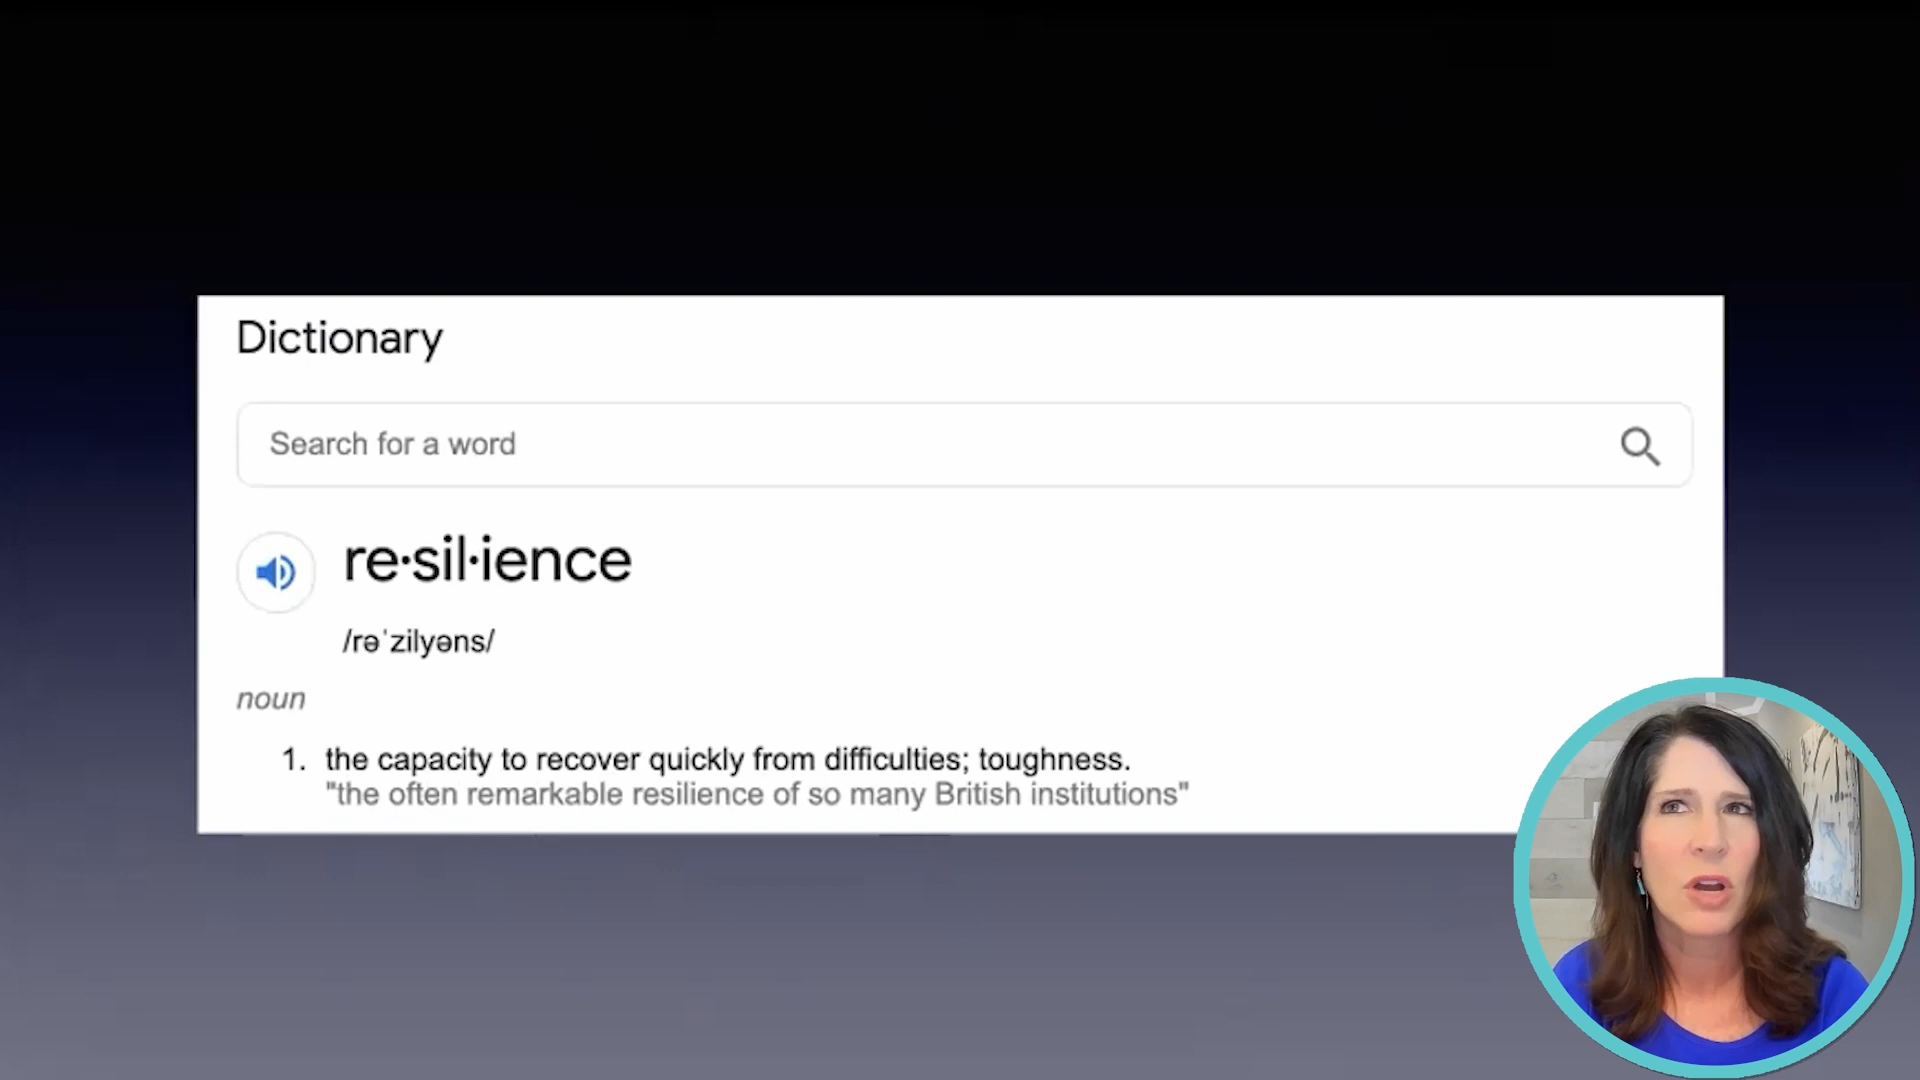 Dictionary
Search for a word
re·sil·ience
/rəˈzilyəns/
noun
1. the capacity to recover quickly from difficulties; toughness.
"the often remarkable resilience of so many British institutions"